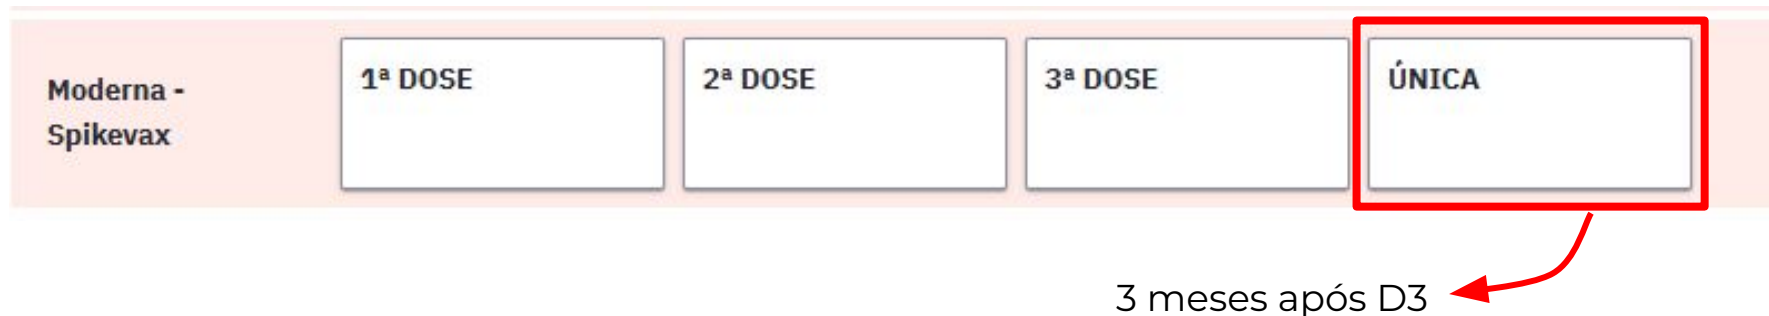 Moderna -
Spikevax
1ª DOSE
2ª DOSE
3ª DOSE
ÚNICA
3 meses após D3